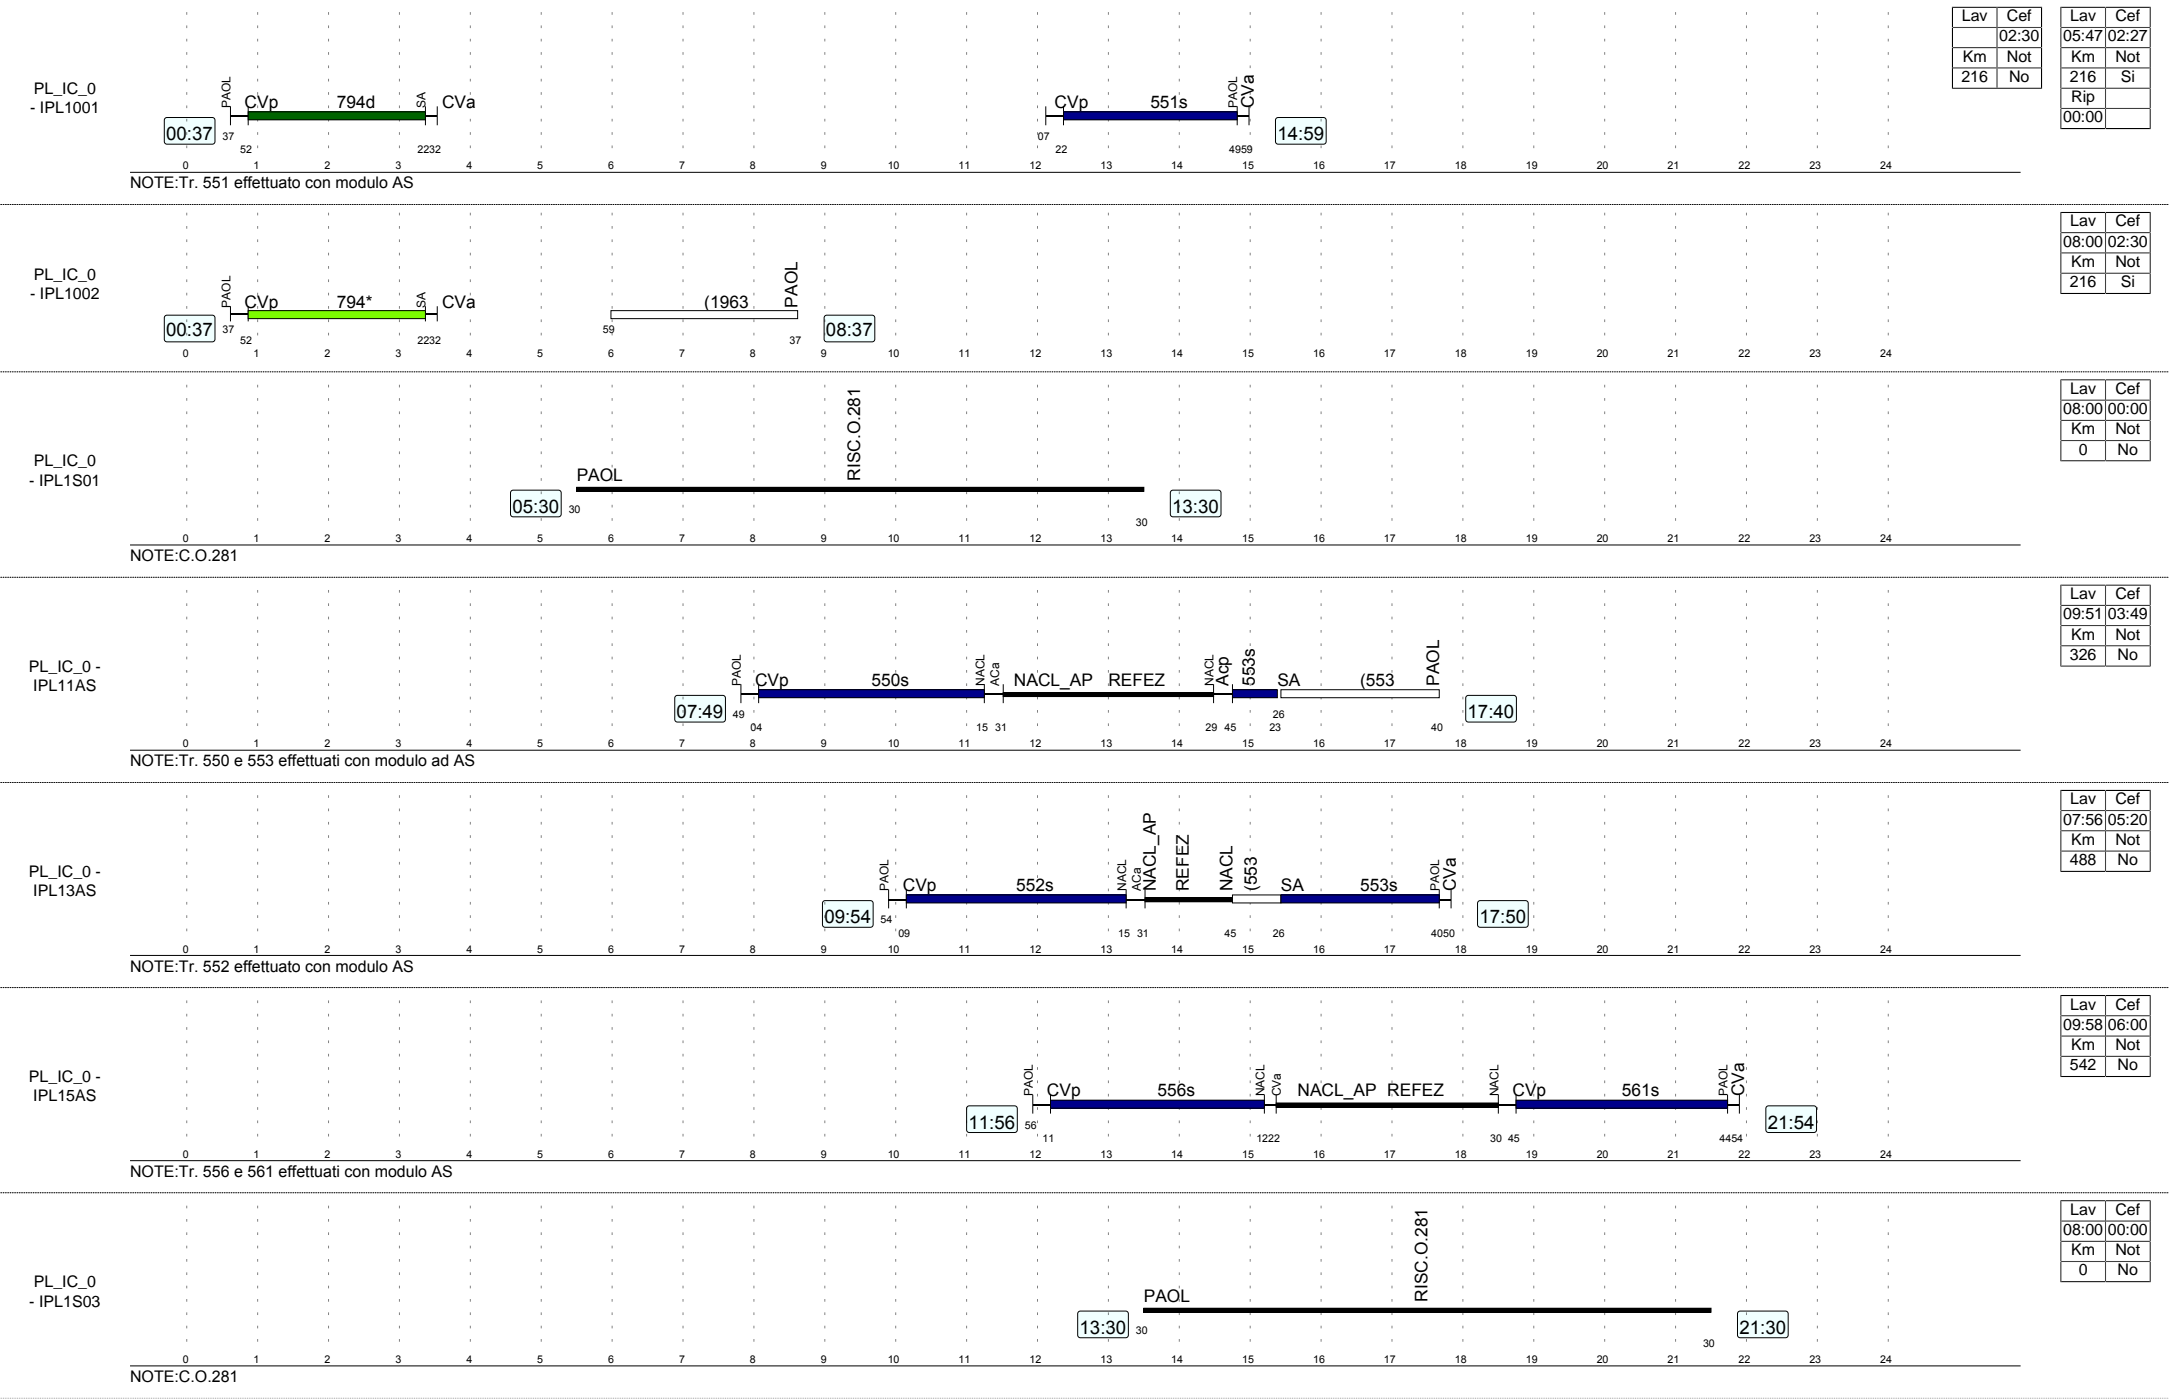 Lav Cef Lav Cef
02:30 05:47 02:27
Km Not Km Not
216 No 216 Si
Rip
00:00
PL_IC_0
- IPL1001
PAOL CVp 794d SA CVa CVp 551s PAOL CVa
00:37 37 52 2232 07 22 4959 14:59
0 1 2 3 4 5 6 7 8 9 10 11 12 13 14 15 16 17 18 19 20 21 22 23 24
NOTE:Tr. 551 effettuato con modulo AS
Lav Cef
08:00 02:30
Km Not
216 Si
PL_IC_0
- IPL1002
PAOL CVp 794* SA CVa (1963 PAOL
00:37 37 52 2232 59 37 08:37
0 1 2 3 4 5 6 7 8 9 10 11 12 13 14 15 16 17 18 19 20 21 22 23 24
Lav Cef
08:00 00:00
Km Not
0 No
PL_IC_0
- IPL1S01
PAOL RISC.O.281
05:30 30 30 13:30
0 1 2 3 4 5 6 7 8 9 10 11 12 13 14 15 16 17 18 19 20 21 22 23 24
NOTE:C.O.281
Lav Cef
09:51 03:49
Km Not
326 No
PL_IC_0 -
IPL11AS
PAOL CVp 550s NACL ACa NACL_AP REFEZ NACL Acp 553s SA (553 PAOL
07:49 49 04 15 31 29 45 23 26 40 17:40
0 1 2 3 4 5 6 7 8 9 10 11 12 13 14 15 16 17 18 19 20 21 22 23 24
NOTE:Tr. 550 e 553 effettuati con modulo ad AS
Lav Cef
07:56 05:20
Km Not
488 No
PL_IC_0 -
IPL13AS
PAOL CVp 552s NACL ACa NACL_AP REFEZ NACL (553 SA 553s PAOL CVa
09:54 54 09 15 31 45 26 4050 17:50
0 1 2 3 4 5 6 7 8 9 10 11 12 13 14 15 16 17 18 19 20 21 22 23 24
NOTE:Tr. 552 effettuato con modulo AS
Lav Cef
09:58 06:00
Km Not
542 No
PL_IC_0 -
IPL15AS
PAOL CVp 556s NACL CVa NACL_AP REFEZ NACL CVp 561s PAOL CVa
11:56 56 11 1222 30 45 4454 21:54
0 1 2 3 4 5 6 7 8 9 10 11 12 13 14 15 16 17 18 19 20 21 22 23 24
NOTE:Tr. 556 e 561 effettuati con modulo AS
Lav Cef
08:00 00:00
Km Not
0 No
PL_IC_0
- IPL1S03
PAOL RISC.O.281
13:30 30 30 21:30
0 1 2 3 4 5 6 7 8 9 10 11 12 13 14 15 16 17 18 19 20 21 22 23 24
NOTE:C.O.281